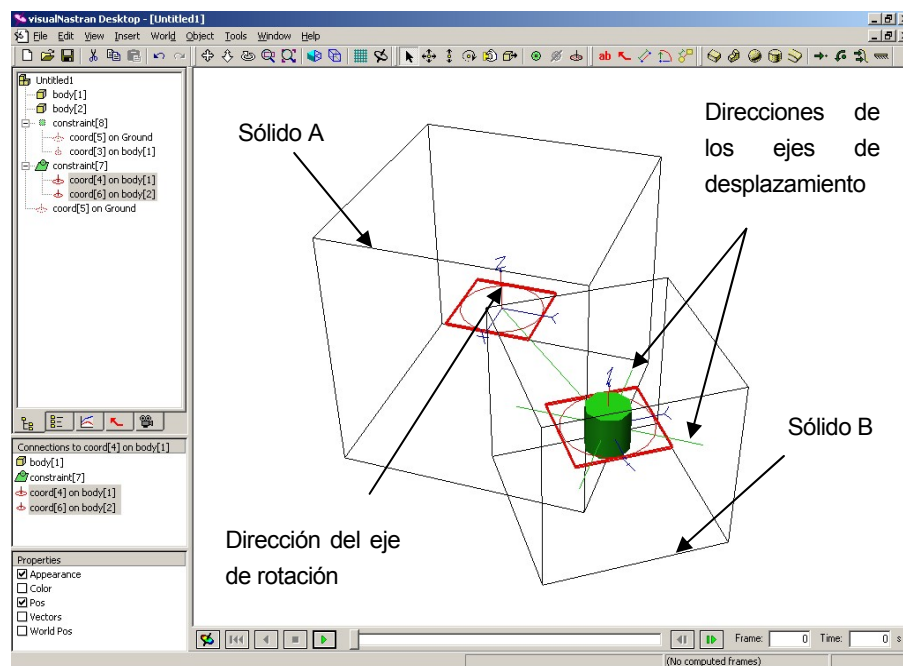 visualNastran Desktop - [Untitled1]
File Edit View Insert World Object Tools Window Help
Untitled1
body[1]
body[2]
constraint[8]
coord[5] on Ground
coord[3] on body[1]
constraint[7]
coord[4] on body[1]
coord[6] on body[2]
coord[5] on Ground
Connections to coord[4] on body[1]
body[1]
constraint[7]
coord[4] on body[1]
coord[6] on body[2]
Properties
Appearance
Color
Pos
Vectors
World Pos
Sólido A
Direcciones de
los ejes de
desplazamiento
Z
Sólido B
Dirección del eje
de rotación
Frame: 0 Time: 0 s
(No computed frames)